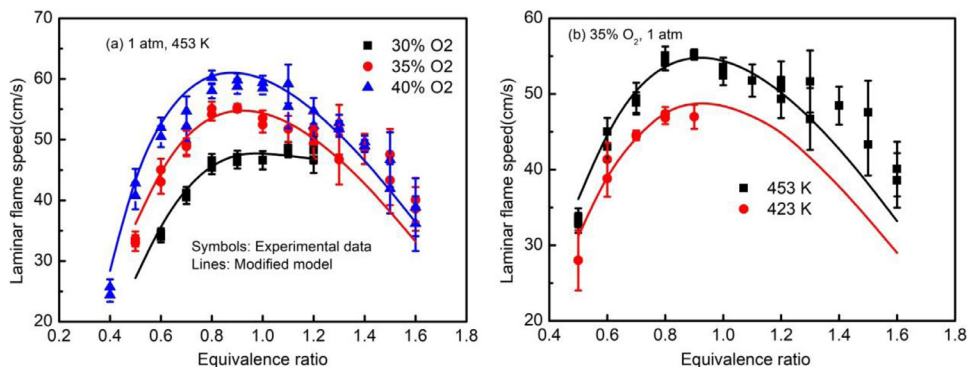 (a) 1 atm, 453 K
30% O2
35% O2
40% O2
Symbols: Experimental data
Lines: Modified model
Laminar flame speed(cm/s)
70
60
50
40
30
20
0.2 0.4 0.6 0.8 1.0 1.2 1.4 1.6 1.8
Equivalence ratio
(b) 35% O₂, 1 atm
453 K
423 K
Laminar flame speed(cm/s)
60
50
40
30
20
0.4 0.6 0.8 1.0 1.2 1.4 1.6 1.8
Equivalence ratio